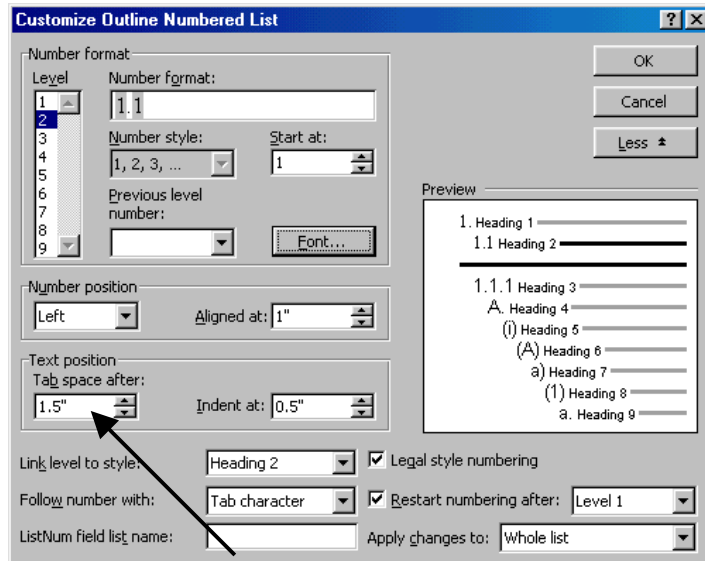 Customize Outline Numbered List
Number format
OK
Level Number format:
1 1.1
Cancel
2
3 Number style: Start at:
Less
4 1, 2, 3, ... 1
5
6 Previous level
Preview
7 number:
8
9 Font...
1. Heading 1
1.1 Heading 2
1.1.1 Heading 3
A. Heading 4
(i) Heading 5
(A) Heading 6
a) Heading 7
(1) Heading 8
a. Heading 9
Number position
Left Aligned at: 1"
Text position
Tab space after:
1.5" Indent at: 0.5"
Link level to style: Heading 2 Legal style numbering
Follow number with: Tab character Restart numbering after: Level 1
ListNum field list name: Apply changes to: Whole list